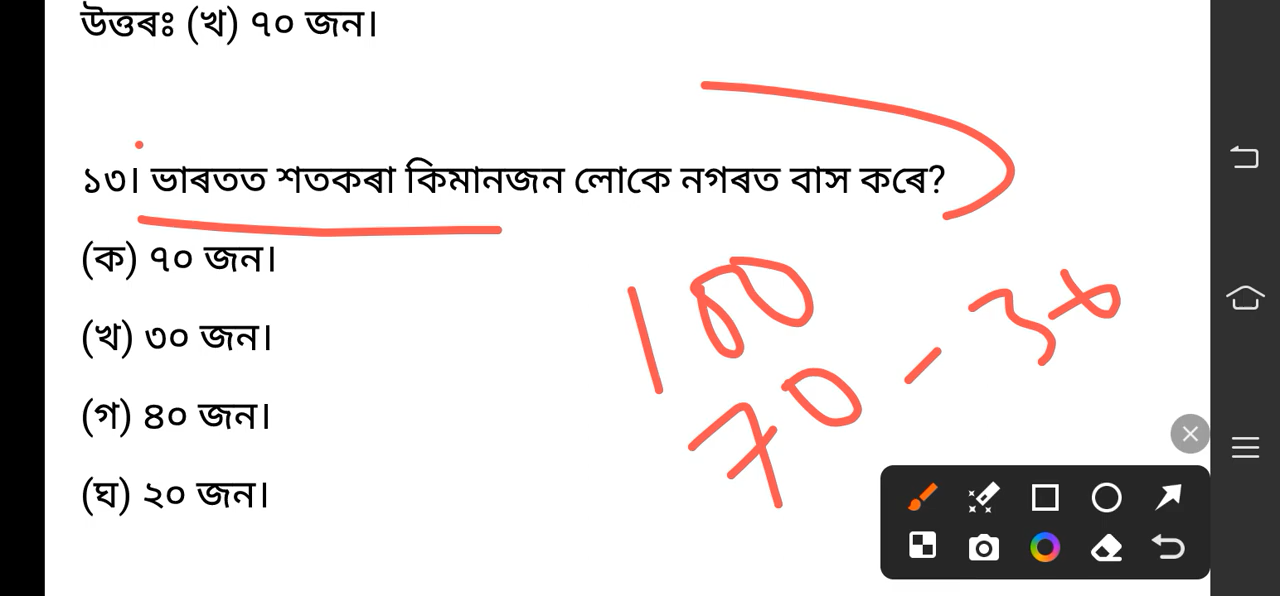 উত্তৰঃ (খ) ৭০ জন।
১৩। ভাৰতত শতকৰা কিমানজন লোকে নগৰত বাস কৰে?
(ক) ৭০ জন।
(খ) ৩০ জন।
(গ) ৪০ জন।
(ঘ) ২০ জন।
100
70 - 30